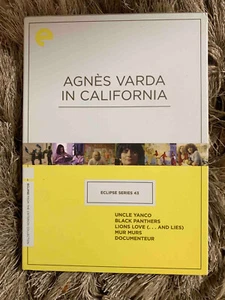 AGNÈS VARDA
IN CALIFORNIA
ECLIPSE SERIES 43
UNCLE YANCO
BLACK PANTHERS
LIONS LOVE (. . . AND LIES)
MUR MURS
DOCUMENTEUR